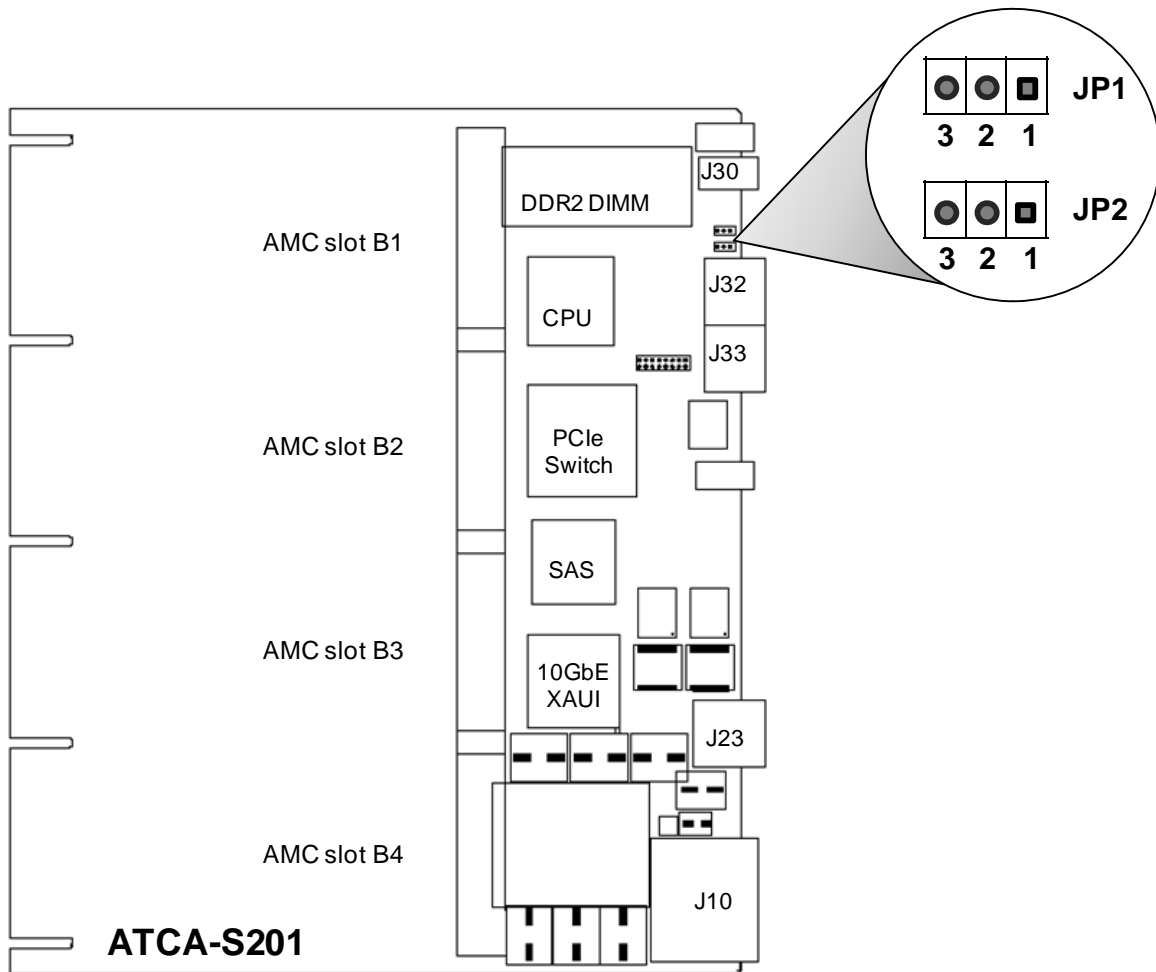 JP1
3 2 1
JP2
3 2 1
J30
DDR2 DIMM
AMC slot B1
J32
CPU
J33
AMC slot B2
PCIe
Switch
SAS
AMC slot B3
10GbE
XAUI
J23
AMC slot B4
J10
ATCA-S201